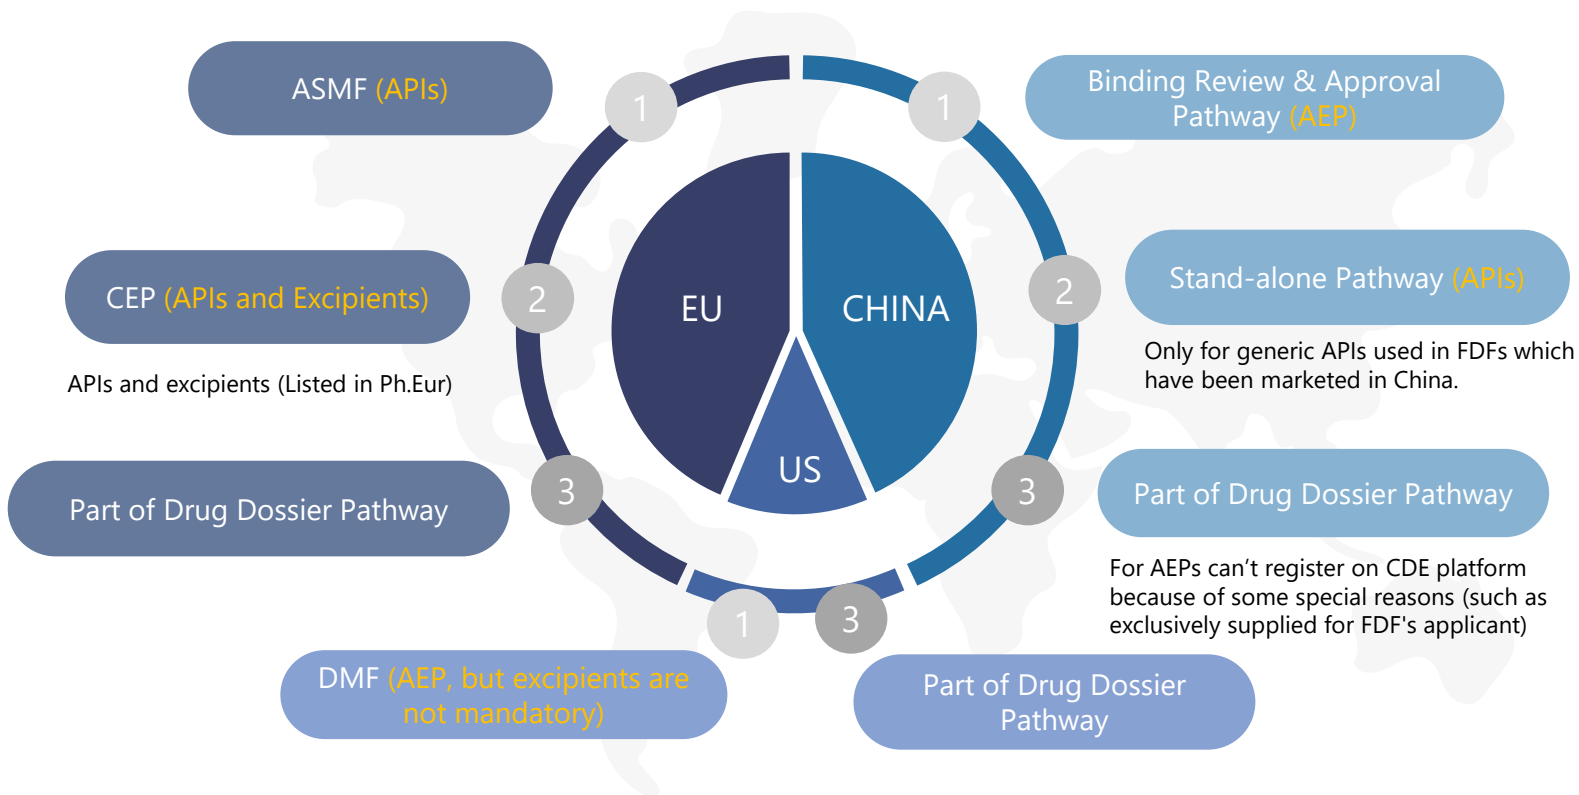 ASMF (APIs)
1
CEP (APIs and Excipients)
2
APIs and excipients (Listed in Ph.Eur)
Part of Drug Dossier Pathway
3
EU
CHINA
US
1
Binding Review & Approval
Pathway (AEP)
2
Stand-alone Pathway (APIs)
Only for generic APIs used in FDFs which
have been marketed in China.
3
Part of Drug Dossier Pathway
For AEPs can’t register on CDE platform
because of some special reasons (such as
exclusively supplied for FDF's applicant)
1
DMF (AEP, but excipients are
not mandatory)
3
Part of Drug Dossier
Pathway